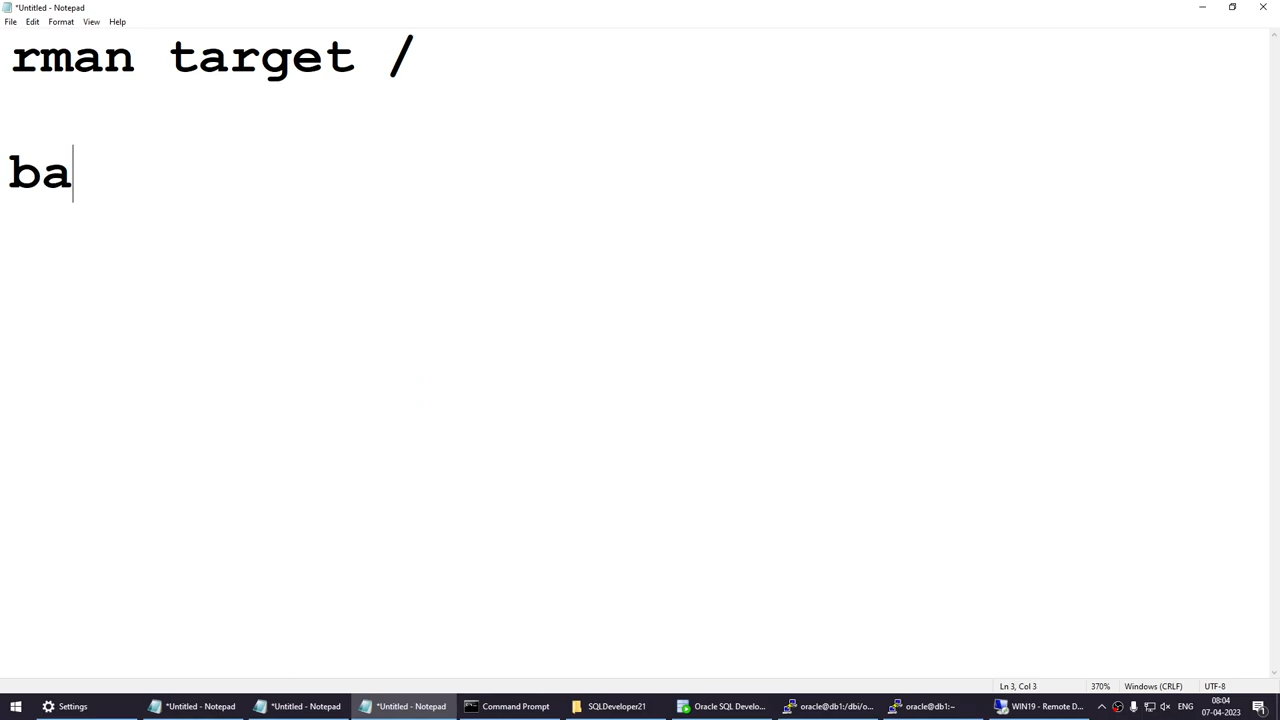 *Untitled - Notepad
File Edit Format View Help
rman target /
ba
Ln 3, Col 3 370% Windows (CRLF) UTF-8
Settings *Untitled - Notepad *Untitled - Notepad *Untitled - Notepad Command Prompt SQLDeveloper21 Oracle SQL Develo... oracle@db1:/dbi/o... oracle@db1:~ WIN19 - Remote D... ENG 08:04
07-04-2023